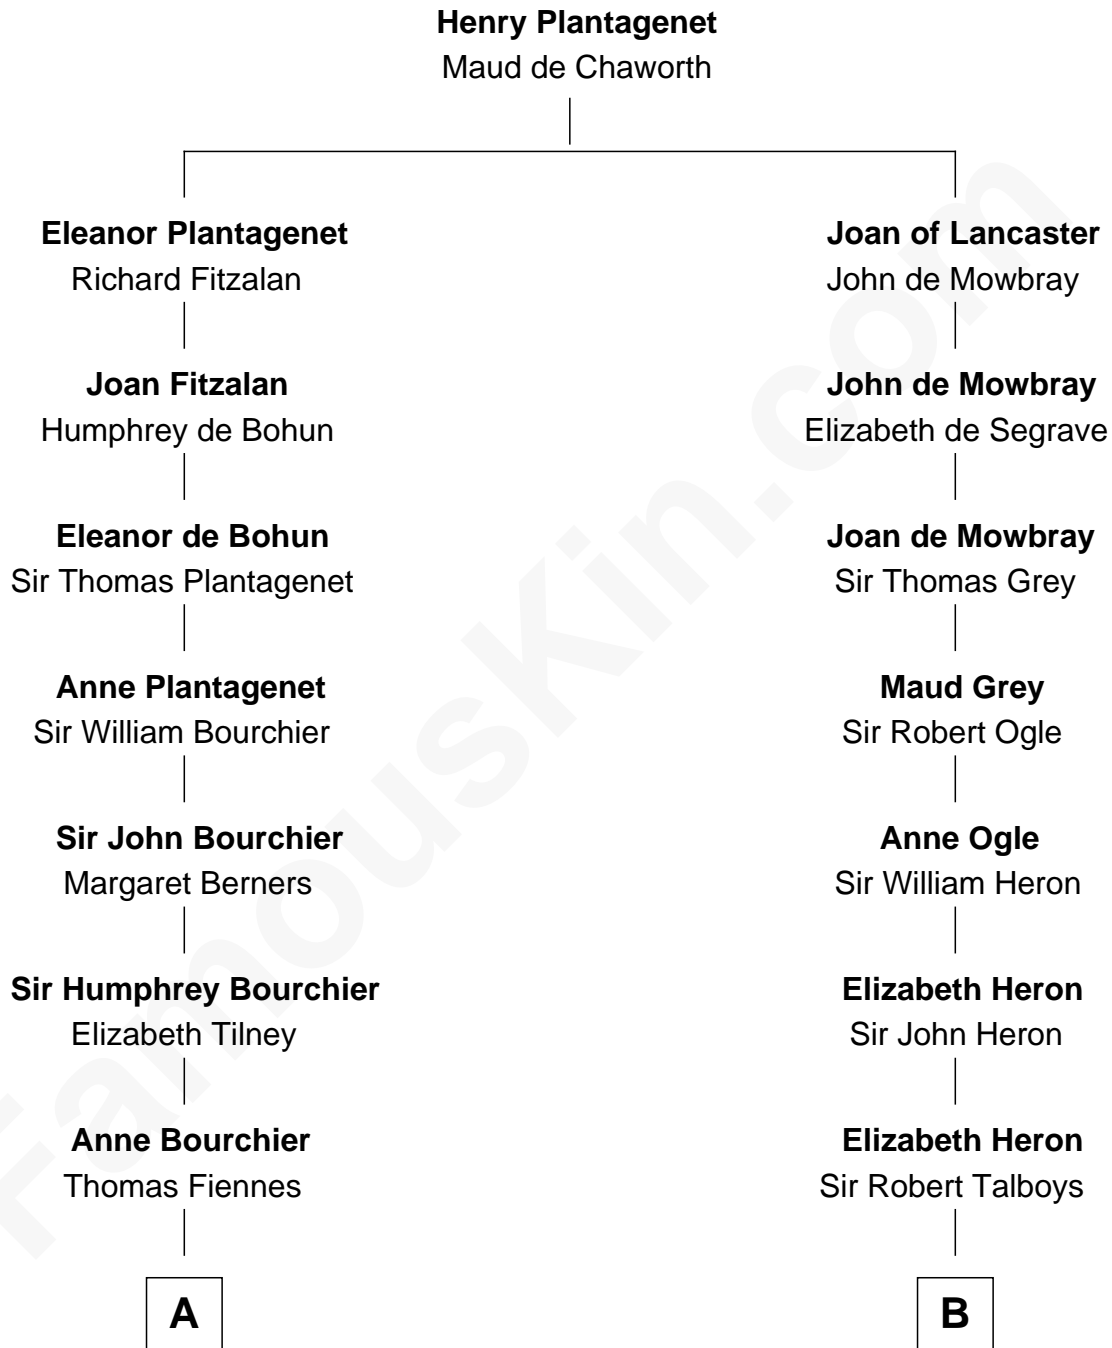 Henry Plantagenet
Maud de Chaworth
Eleanor Plantagenet
Richard Fitzalan
Joan of Lancaster
John de Mowbray
Joan Fitzalan
Humphrey de Bohun
John de Mowbray
Elizabeth de Segrave
Eleanor de Bohun
Sir Thomas Plantagenet
Joan de Mowbray
Sir Thomas Grey
Anne Plantagenet
Sir William Bourchier
Maud Grey
Sir Robert Ogle
Sir John Bourchier
Margaret Berners
Anne Ogle
Sir William Heron
Sir Humphrey Bourchier
Elizabeth Tilney
Elizabeth Heron
Sir John Heron
Anne Bourchier
Thomas Fiennes
Elizabeth Heron
Sir Robert Talboys
A
B
FamousKin.com